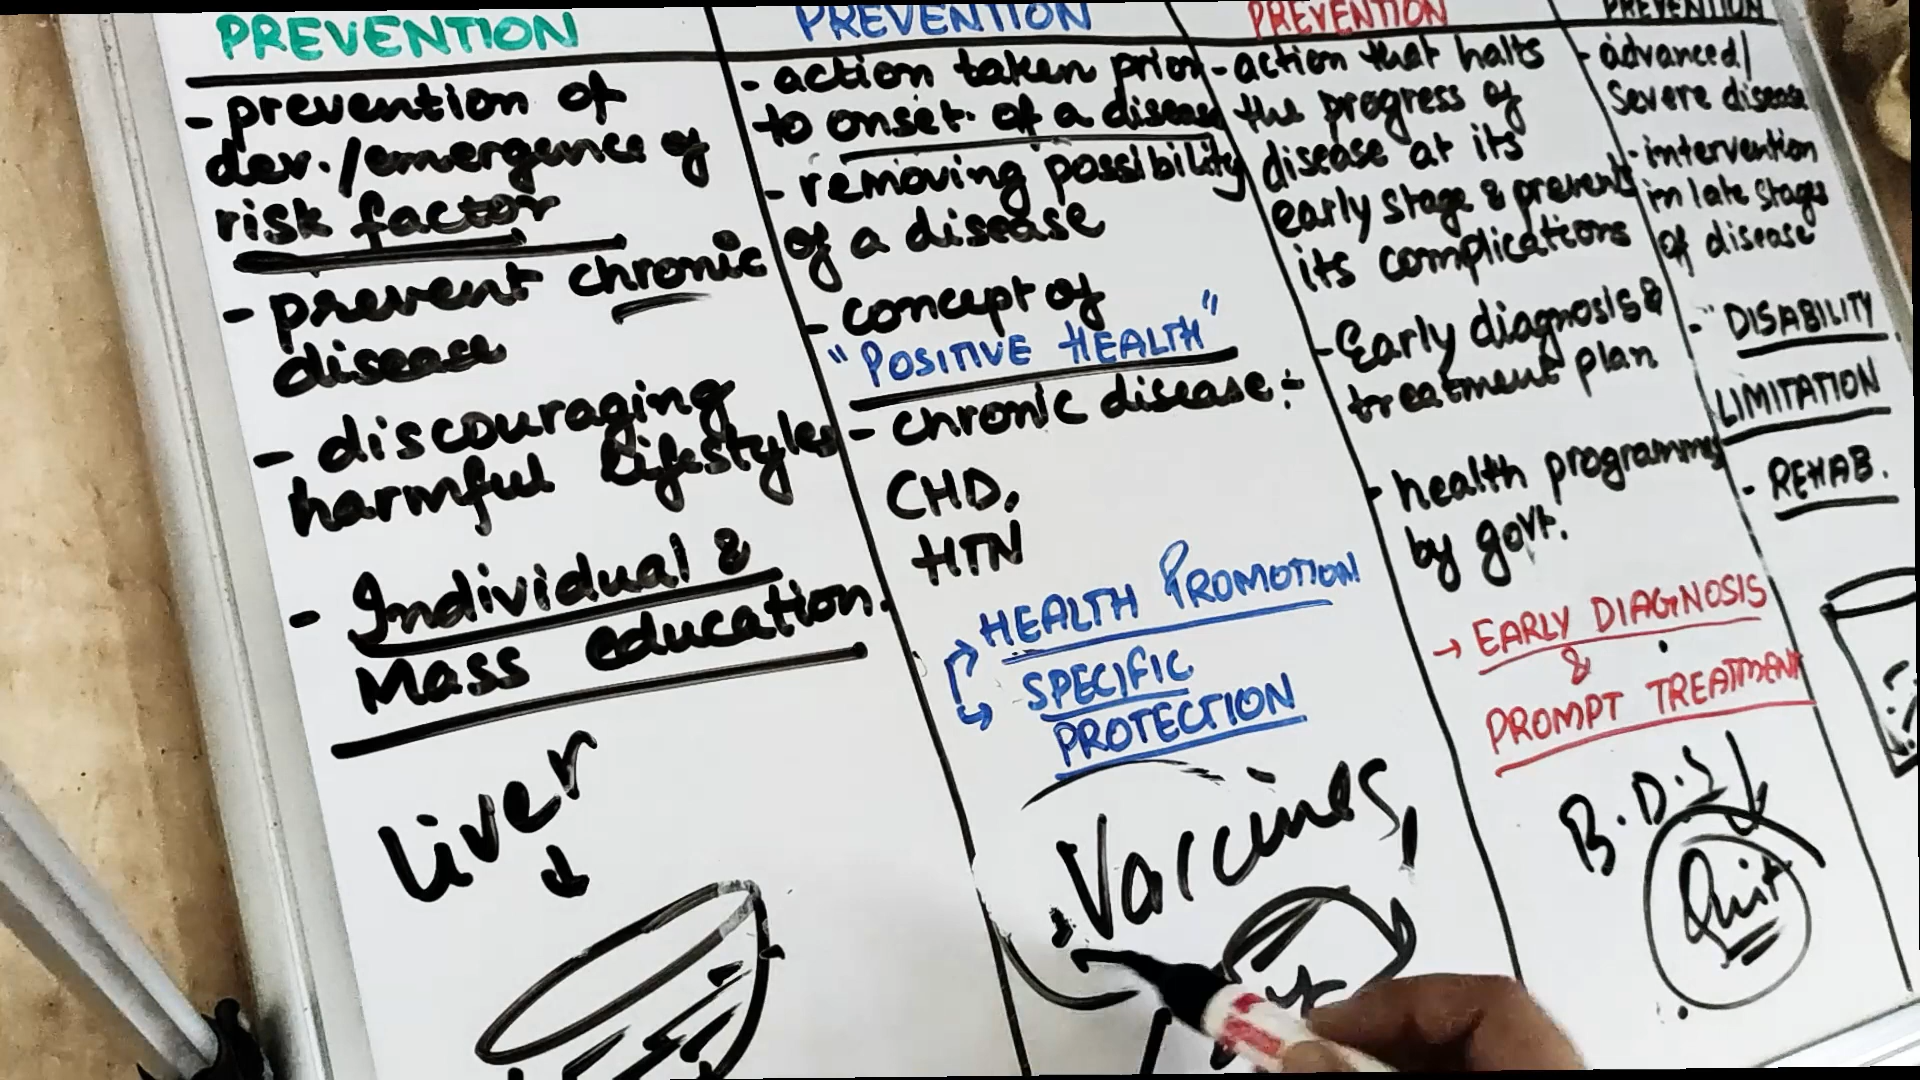 PREVENTION
- prevention of
dev./emergence of
risk factor
- prevent chronic
disease
- discouraging
harmful lifestyles
- Individual &
Mass education.
Liver
PREVENTION
- action taken prior
to onset of a disease
- removing possibility
of a disease
- concept of
"POSITIVE HEALTH"
- chronic disease :-
CHD,
HTN
HEALTH PROMOTION
SPECIFIC
PROTECTION
Vaccines,
PREVENTION
- action that halts
the progress of
disease at its
early stage & prevents
its complications
- Early diagnosis &
treatment plan
- health programmes
by govt.
→ EARLY DIAGNOSIS
&
PROMPT TREATMENT
B.D.S
Quit
PREVENTION
- advanced/
severe disease
- intervention
in late stages
of disease
- "DISABILITY
LIMITATION
- REHAB.